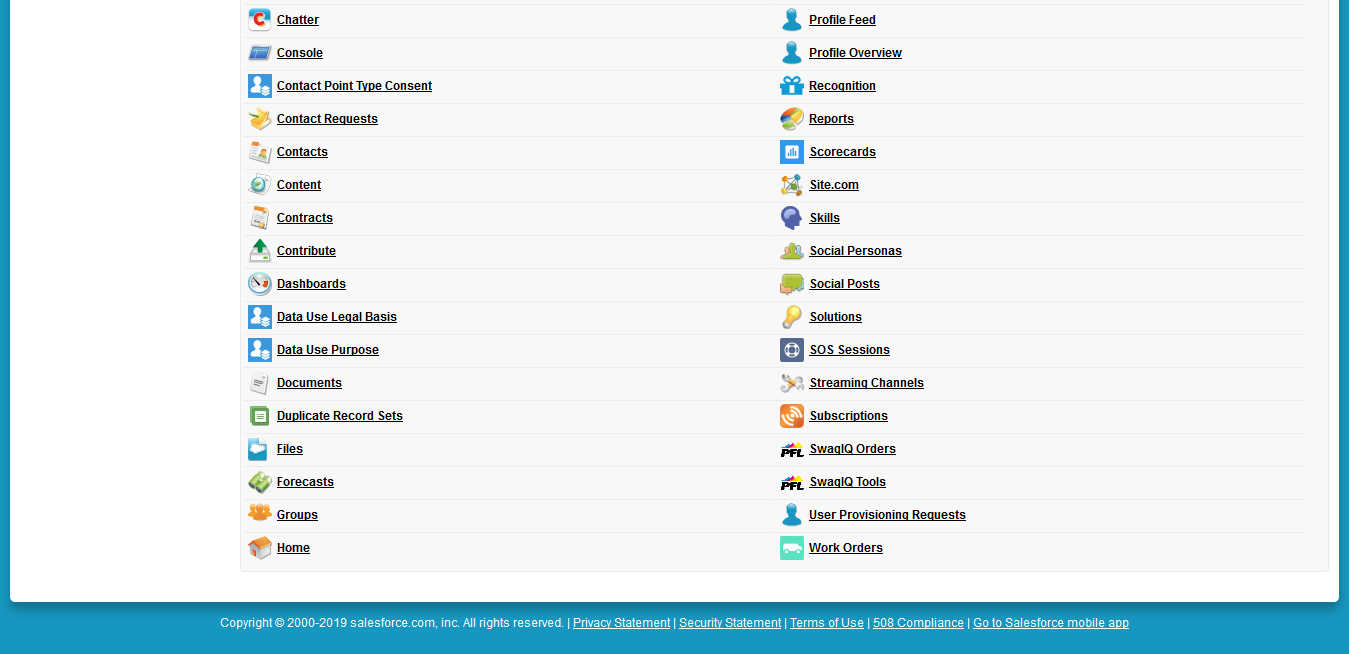 Chatter
Console
Contact Point Type Consent
Contact Requests
Contacts
Content
Contracts
Contribute
Dashboards
Data Use Legal Basis
Data Use Purpose
Documents
Duplicate Record Sets
Files
Forecasts
Groups
Home
Profile Feed
Profile Overview
Recognition
Reports
Scorecards
Site.com
Skills
Social Personas
Social Posts
Solutions
SOS Sessions
Streaming Channels
Subscriptions
PFL SwagIQ Orders
PFL SwagIQ Tools
User Provisioning Requests
Work Orders
Copyright © 2000-2019 salesforce.com, inc. All rights reserved. | Privacy Statement | Security Statement | Terms of Use | 508 Compliance | Go to Salesforce mobile app